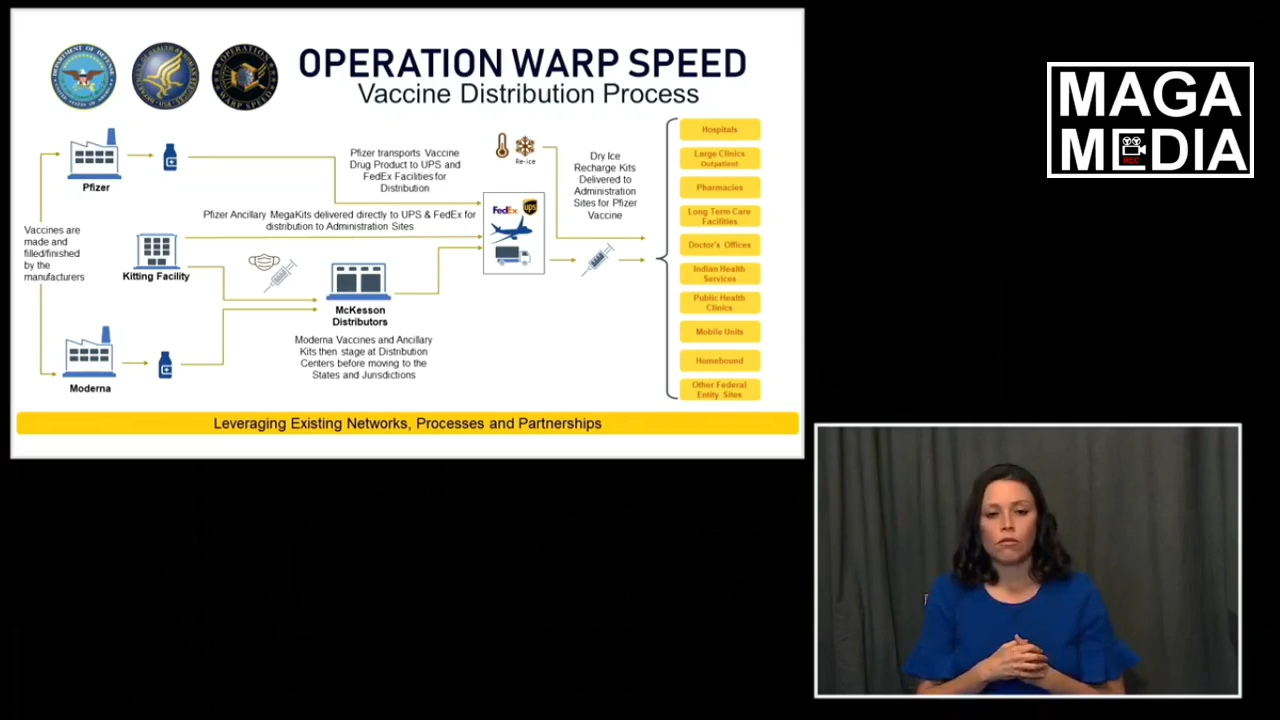 OPERATION WARP SPEED
Vaccine Distribution Process
Pfizer
Vaccines are
made and
filled/finished
by the
manufacturers
Kitting Facility
Moderna
Pfizer transports Vaccine
Drug Product to UPS and
FedEx Facilities for
Distribution
Pfizer Ancillary MegaKits delivered directly to UPS & FedEx for
distribution to Administration Sites
McKesson
Distributors
Moderna Vaccines and Ancillary
Kits then stage at Distribution
Centers before moving to the
States and Jurisdictions
Re-ice
FedEx
ups
Dry Ice
Recharge Kits
Delivered to
Administration
Sites for Pfizer
Vaccine
Hospitals
Large Clinics
Outpatient
Pharmacies
Long Term Care
Facilities
Doctor's Offices
Indian Health
Services
Public Health
Clinics
Mobile Units
Homebound
Other Federal
Entity Sites
Leveraging Existing Networks, Processes and Partnerships
MAGA
MEDIA
REC